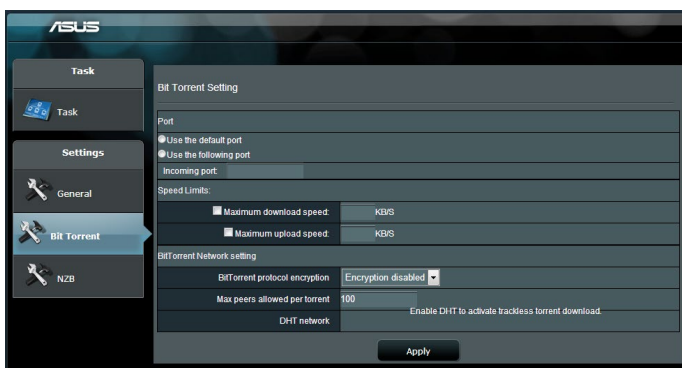 ASUS
Task
Task
Settings
General
Bit Torrent
NZB
Bit Torrent Setting
Port
Use the default port
Use the following port
Incoming port:
Speed Limits:
Maximum download speed: KB/S
Maximum upload speed: KB/S
BitTorrent Network setting
BitTorrent protocol encryption Encryption disabled
Max peers allowed per torrent 100
DHT network Enable DHT to activate trackless torrent download.
Apply